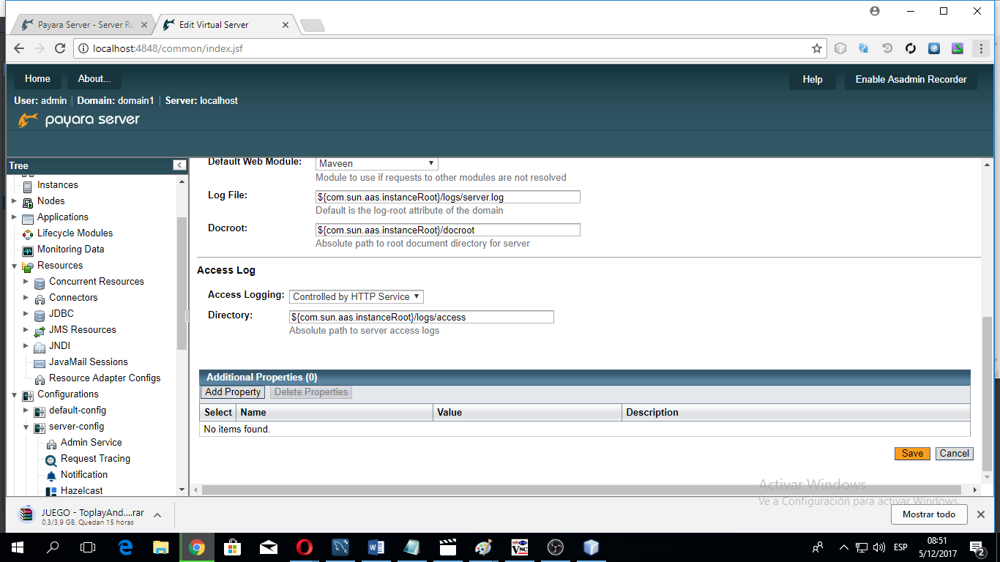 Payara Server - Server Ru
Edit Virtual Server
localhost:4848/common/index.jsf
Home
About...
Help
Enable Asadmin Recorder
User: admin | Domain: domain1 | Server: localhost
payara server
Tree
Instances
Nodes
Applications
Lifecycle Modules
Monitoring Data
Resources
Concurrent Resources
Connectors
JDBC
JMS Resources
JNDI
JavaMail Sessions
Resource Adapter Configs
Configurations
default-config
server-config
Admin Service
Request Tracing
Notification
Hazelcast
Default Web Module: Maveen
Module to use if requests to other modules are not resolved
Log File: ${com.sun.aas.instanceRoot}/logs/server.log
Default is the log-root attribute of the domain
Docroot: ${com.sun.aas.instanceRoot}/docroot
Absolute path to root document directory for server
Access Log
Access Logging: Controlled by HTTP Service
Directory: ${com.sun.aas.instanceRoot}/logs/access
Absolute path to server access logs
Additional Properties (0)
Add Property Delete Properties
Select Name Value Description
No items found.
Save Cancel
Activar Windows
Ve a Configuración para activar Windows.
JUEGO - ToplayAnd....rar
0.3/3.9 GB, Quedan 15 horas
Mostrar todo
VNC
ESP
08:51
5/12/2017
2